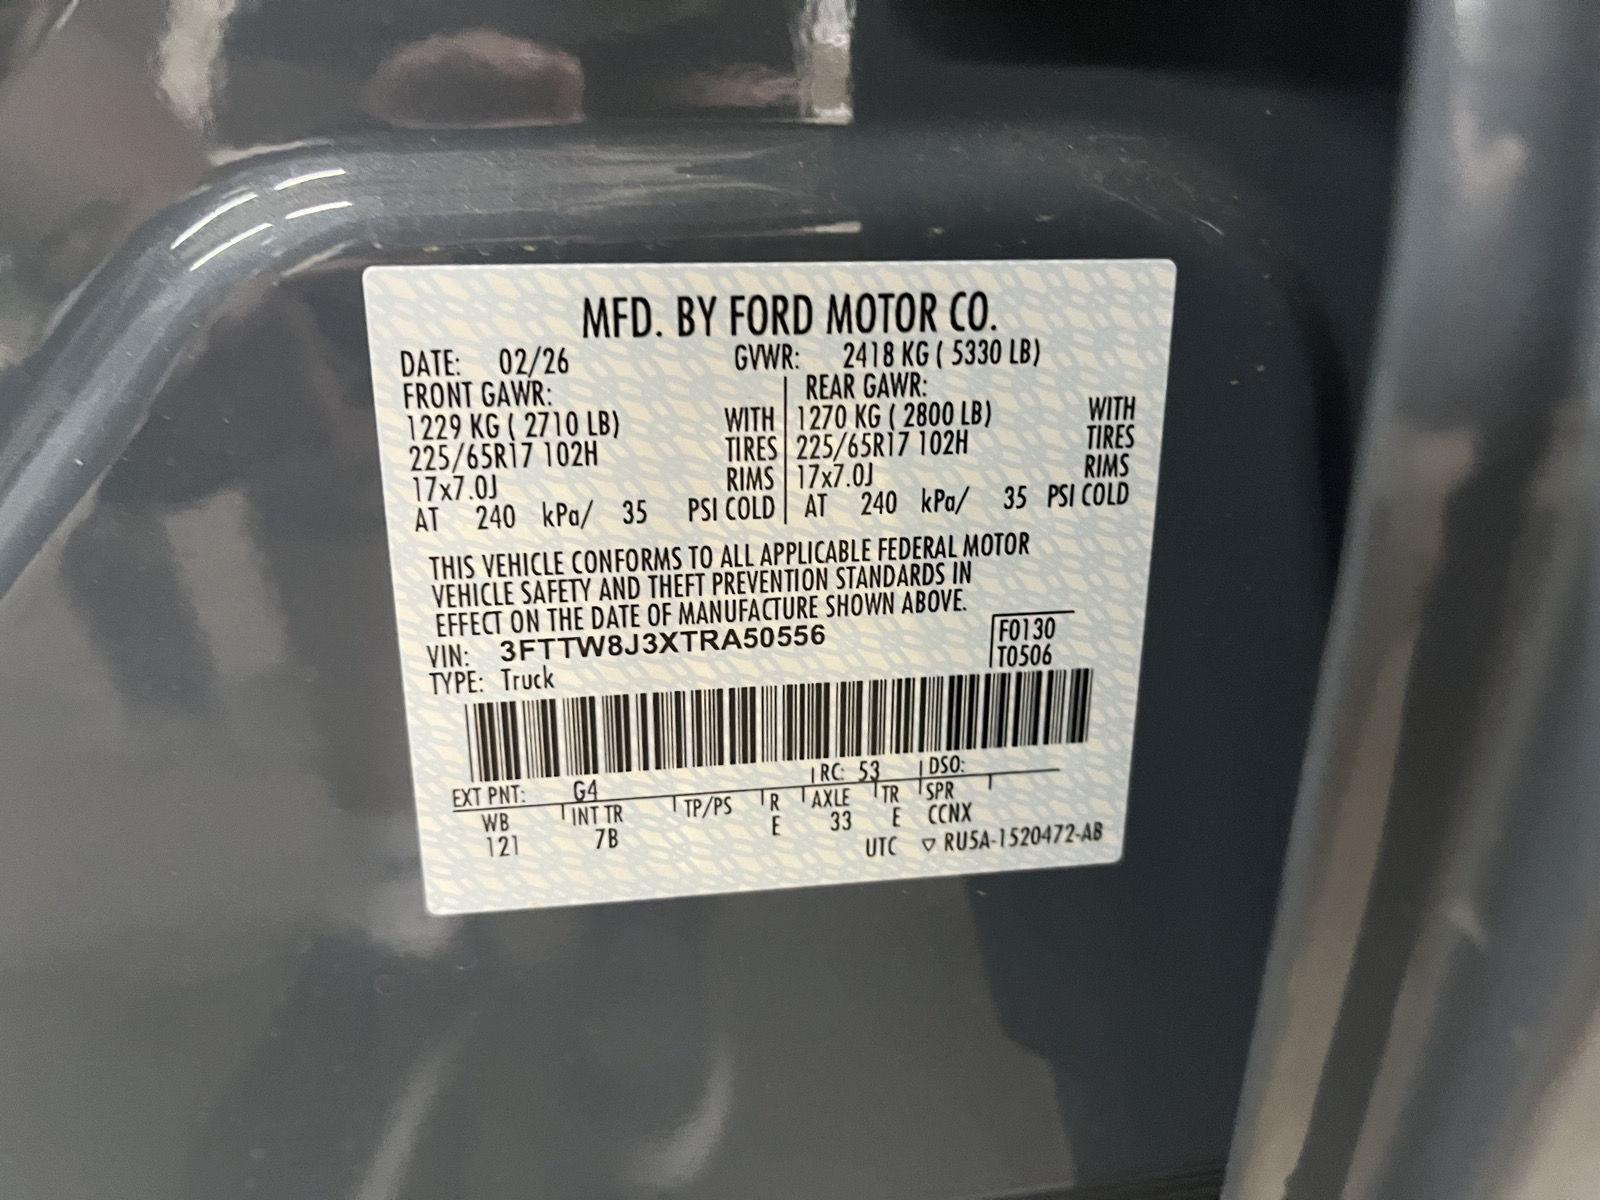 MFD. BY FORD MOTOR CO.
DATE: 02/26 GVWR: 2418 KG ( 5330 LB)
FRONT GAWR: REAR GAWR:
1229 KG ( 2710 LB) WITH 1270 KG ( 2800 LB) WITH
225/65R17 102H TIRES 225/65R17 102H TIRES
17x7.0J RIMS 17x7.0J RIMS
AT 240 kPa/ 35 PSI COLD AT 240 kPa/ 35 PSI COLD
THIS VEHICLE CONFORMS TO ALL APPLICABLE FEDERAL MOTOR
VEHICLE SAFETY AND THEFT PREVENTION STANDARDS IN
EFFECT ON THE DATE OF MANUFACTURE SHOWN ABOVE.
VIN: 3FTTW8J3XTRA50556 F0130
TYPE: Truck T0506
RC: 53 DSO:
EXT PNT: G4
WB INT TR TP/PS R AXLE TR SPR
121 7B E 33 E CCNX
UTC ▽ RU5A-1520472-AB